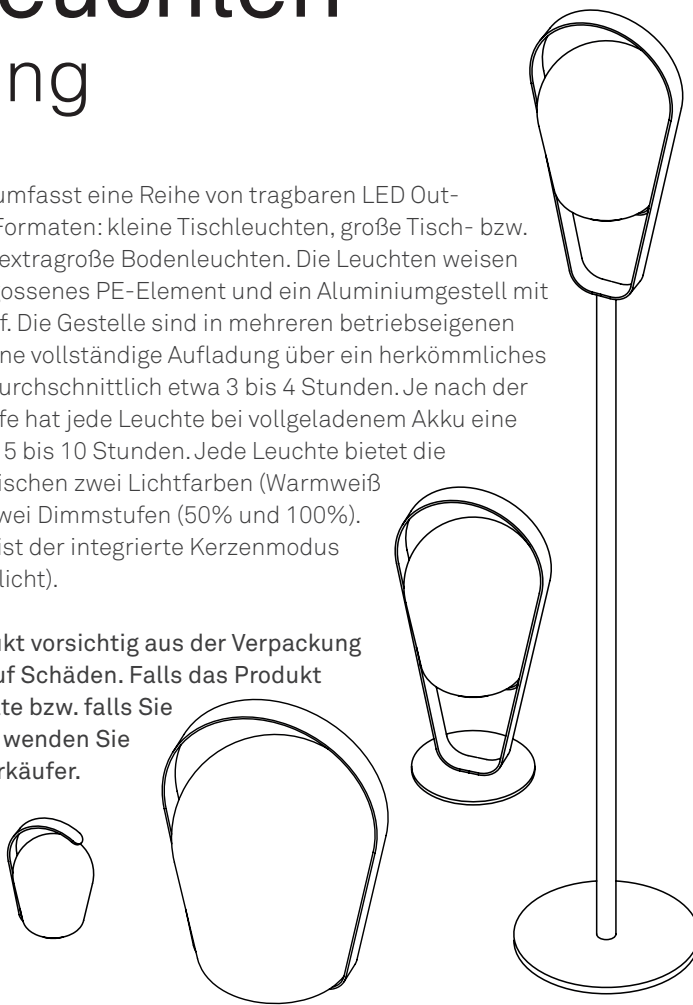 euchten
ng
umfasst eine Reihe von tragbaren LED Out-
Formaten: kleine Tischleuchten, große Tisch- bzw.
extragroße Bodenleuchten. Die Leuchten weisen
ossenes PE-Element und ein Aluminiumgestell mit
f. Die Gestelle sind in mehreren betriebseigenen
ne vollständige Aufladung über ein herkömmliches
urchschnittlich etwa 3 bis 4 Stunden. Je nach der
fe hat jede Leuchte bei vollgeladenem Akku eine
5 bis 10 Stunden. Jede Leuchte bietet die
ischen zwei Lichtfarben (Warmweiß
wei Dimmstufen (50% und 100%).
ist der integrierte Kerzenmodus
licht).
ukt vorsichtig aus der Verpackung
uf Schäden. Falls das Produkt
te bzw. falls Sie
wenden Sie
rkäufer.